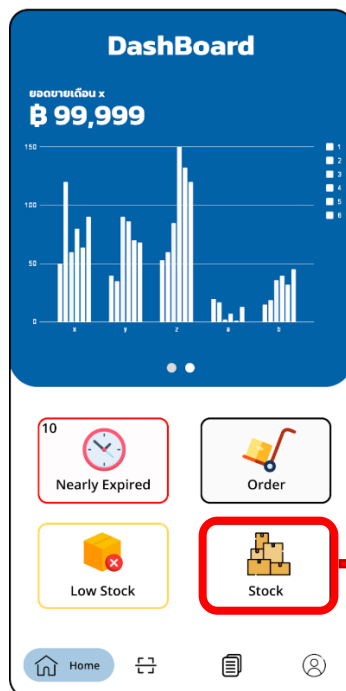 DashBoard
ยอดขายเดือน x
฿ 99,999
150
100
50
0
1
2
3
4
5
6
x
y
z
a
b
10
Nearly Expired
Order
Low Stock
Stock
Home